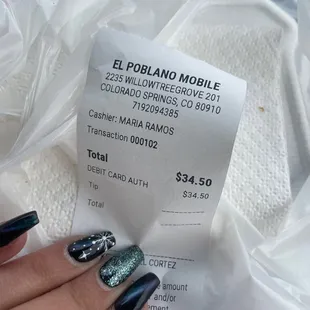 EL POBLANO MOBILE
2235 WILLOWTREEGROVE 201
COLORADO SPRINGS, CO 80910
7192094385
Cashier: MARIA RAMOS
Transaction 000102
Total $34.50
DEBIT CARD AUTH $34.50
Tip
Total
CORTEZ
amount
and/or